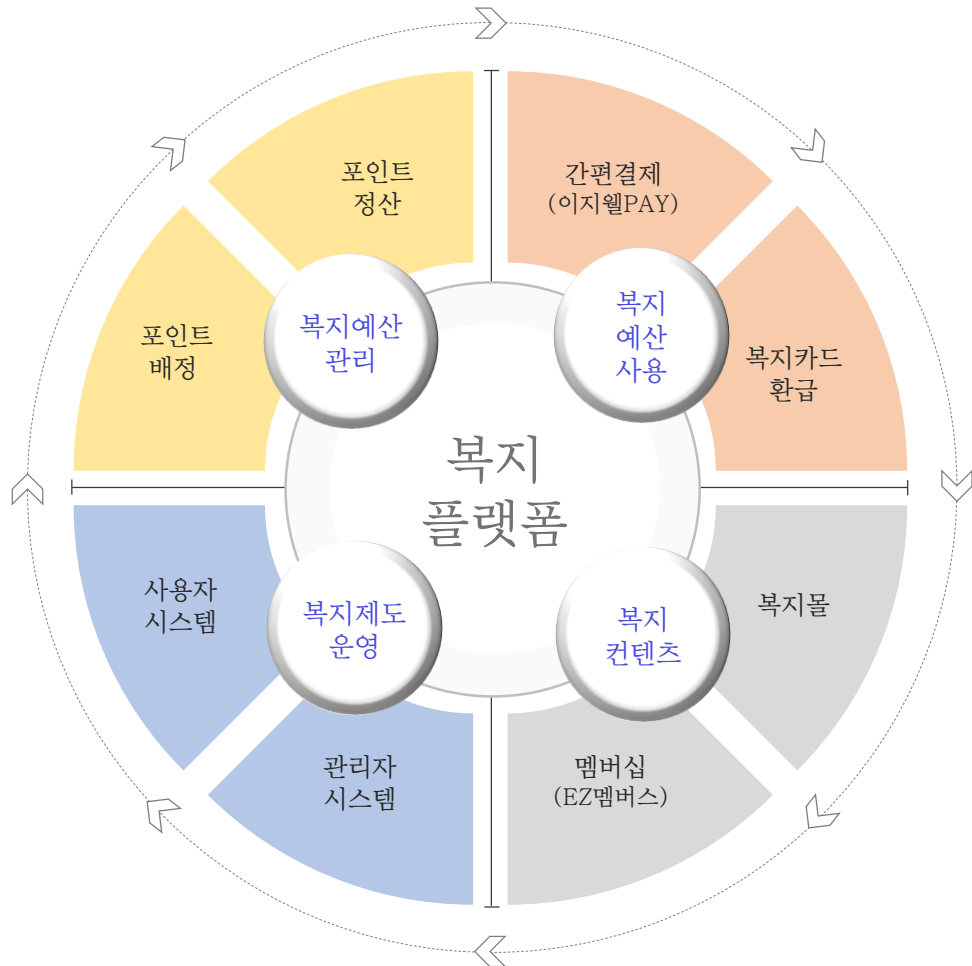 포인트
정산
간편결제
(이지웰PAY)
포인트
배정
복지예산
관리
복지
예산
사용
복지카드
환급
복지
플랫폼
사용자
시스템
복지제도
운영
복지
컨텐츠
복지몰
관리자
시스템
멤버십
(EZ멤버스)